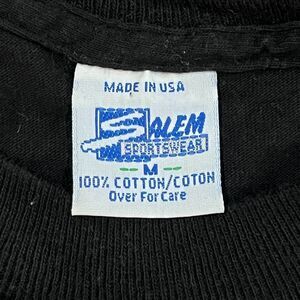 MADE IN USA
SALEM
SPORTSWEAR
- M -
100% COTTON/COTON
Over For Care